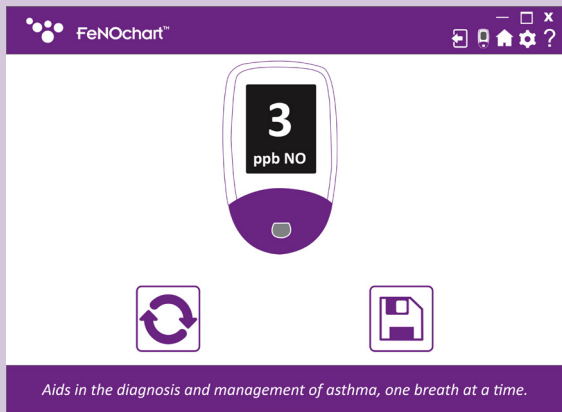 FeNOchart™
3
ppb NO
Aids in the diagnosis and management of asthma, one breath at a time.